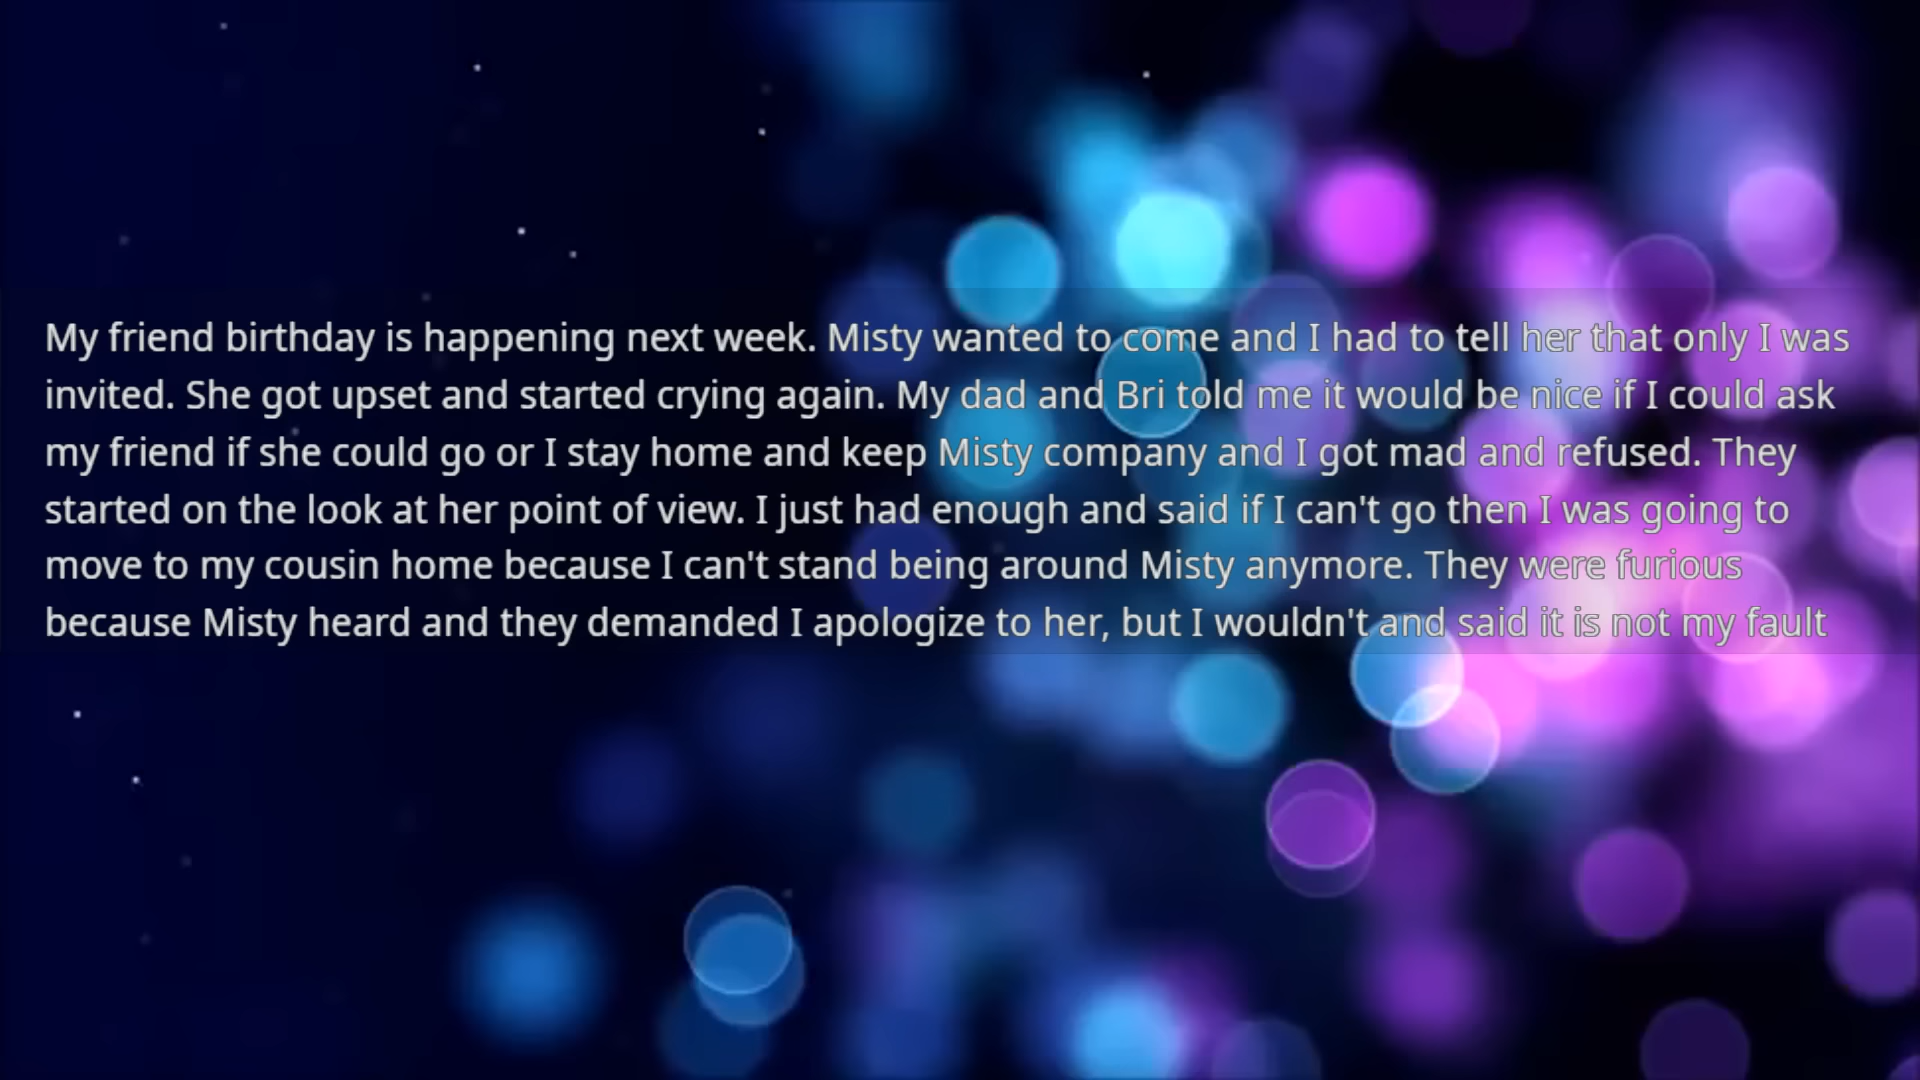 My friend birthday is happening next week. Misty wanted to come and I had to tell her that only I was
invited. She got upset and started crying again. My dad and Bri told me it would be nice if I could ask
my friend if she could go or I stay home and keep Misty company and I got mad and refused. They
started on the look at her point of view. I just had enough and said if I can't go then I was going to
move to my cousin home because I can't stand being around Misty anymore. They were furious
because Misty heard and they demanded I apologize to her, but I wouldn't and said it is not my fault